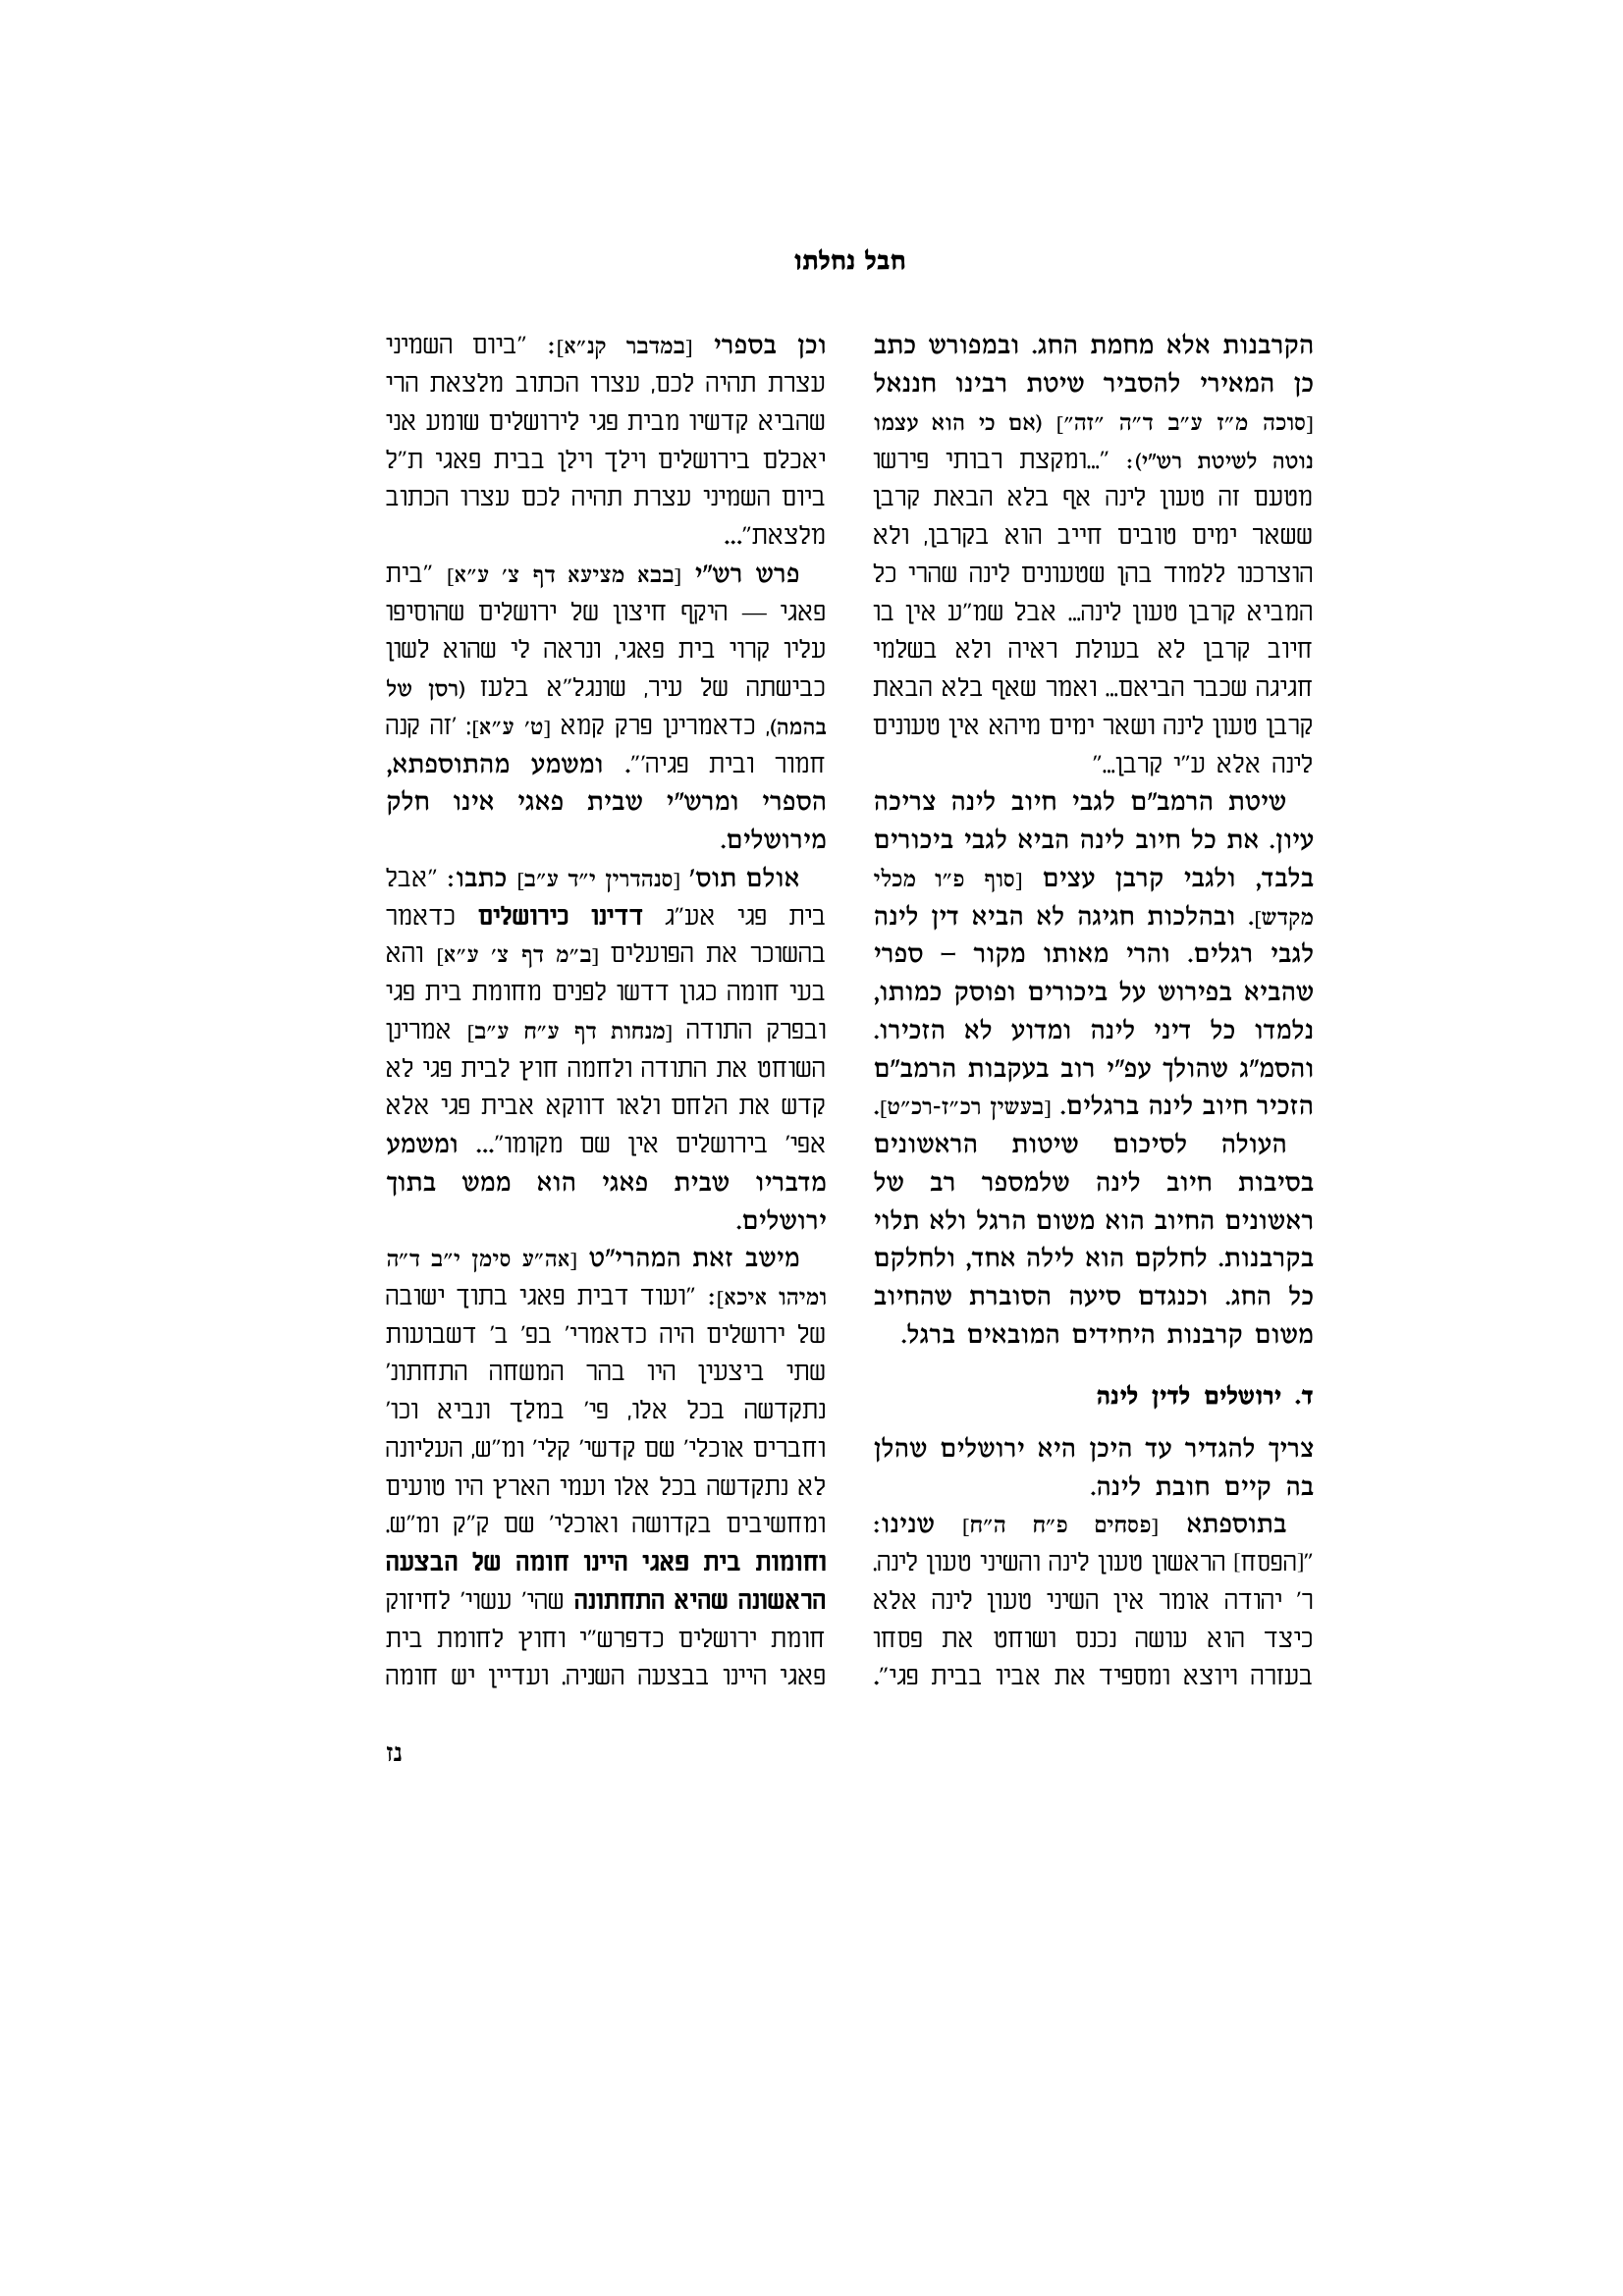 חבל נחלתו
הקרבנות אלא מחמת החג. ובמפורש כתב
כן המאירי להסביר שיטת רבינו חננאל
[סוכה מ״ז ע״ב ד״ה ״זה״] (אם כי הוא עצמו
נוטה לשיטת רש״י): ״...ומקצת רבותי פירשו
מטעם זה טעון לינה אף בלא הבאת קרבן
ששאר ימים טובים חייב הוא בקרבן, ולא
הוצרכנו ללמוד בהן שטעונים לינה שהרי כל
המביא קרבן טעון לינה... אבל שמ״ע אין בו
חיוב קרבן לא בעולת ראיה ולא בשלמי
חגיגה שכבר הביאם... ואמר שאף בלא הבאת
קרבן טעון לינה ושאר ימים מיהא אין טעונים
לינה אלא ע״י קרבן...״
שיטת הרמב״ם לגבי חיוב לינה צריכה
עיון. את כל חיוב לינה הביא לגבי ביכורים
בלבד, ולגבי קרבן עצים [סוף פ״ו מכלי
מקדש]. ובהלכות חגיגה לא הביא דין לינה
לגבי רגלים. והרי מאותו מקור – ספרי
שהביא בפירוש על ביכורים ופוסק כמותו,
נלמדו כל דיני לינה ומדוע לא הזכירו.
והסמ״ג שהולך עפ״י רוב בעקבות הרמב״ם
הזכיר חיוב לינה ברגלים. [בעשין רכ״ז-רכ״ט].
העולה לסיכום שיטות הראשונים
בסיבות חיוב לינה שלמספר רב של
ראשונים החיוב הוא משום הרגל ולא תלוי
בקרבנות. לחלקם הוא לילה אחד, ולחלקם
כל החג. וכנגדם סיעה הסוברת שהחיוב
משום קרבנות היחידים המובאים ברגל.
ד. ירושלים לדין לינה
צריך להגדיר עד היכן היא ירושלים שהלן
בה קיים חובת לינה.
בתוספתא [פסחים פ״ח ה״ח] שנינו:
״[הפסח] הראשון טעון לינה והשיני טעון לינה.
ר׳ יהודה אומר אין השיני טעון לינה אלא
כיצד הוא עושה נכנס ושוחט את פסחו
בעזרה ויוצא ומספיד את אביו בבית פגי״.
וכן בספרי [במדבר קנ״א]: ״ביום השמיני
עצרת תהיה לכם, עצרו הכתוב מלצאת הרי
שהביא קדשיו מבית פגי לירושלים שומע אני
יאכלם בירושלים וילך וילן בבית פאגי ת״ל
ביום השמיני עצרת תהיה לכם עצרו הכתוב
מלצאת״...
פרש רש״י [בבא מציעא דף צ׳ ע״א] ״בית
פאגי — היקף חיצון של ירושלים שהוסיפו
עליו קרוי בית פאגי, ונראה לי שהוא לשון
כבישתה של עיר, שונגל״א בלעז (רסן של
בהמה), כדאמרינן פרק קמא [ט׳ ע״א]: ׳זה קנה
חמור ובית פגיה׳״. ומשמע מהתוספתא,
הספרי ומרש״י שבית פאגי אינו חלק
מירושלים.
אולם תוס׳ [סנהדרין י״ד ע״ב] כתבו: ״אבל
בית פגי אע״ג דדינו כירושלים כדאמר
בהשוכר את הפועלים [ב״מ דף צ׳ ע״א] והא
בעי חומה כגון דדשו לפנים מחומת בית פגי
ובפרק התודה [מנחות דף ע״ח ע״ב] אמרינן
השוחט את התודה ולחמה חוץ לבית פגי לא
קדש את הלחם ולאו דווקא אבית פגי אלא
אפי׳ בירושלים אין שם מקומו״... ומשמע
מדבריו שבית פאגי הוא ממש בתוך
ירושלים.
מישב זאת המהרי״ט [אה״ע סימן י״ב ד״ה
ומיהו איכא]: ״ועוד דבית פאגי בתוך ישובה
של ירושלים היה כדאמרי׳ בפ׳ ב׳ דשבועות
שתי ביצעין היו בהר המשחה התחתונ׳
נתקדשה בכל אלו, פי׳ במלך ונביא וכו׳
וחברים אוכלי׳ שם קדשי׳ קלי׳ ומ״ש, העליונה
לא נתקדשה בכל אלו ועמי הארץ היו טועים
ומחשיבים בקדושה ואוכלי׳ שם ק״ק ומ״ש.
וחומות בית פאגי היינו חומה של הבצעה
הראשונה שהיא התחתונה שהי׳ עשוי׳ לחיזוק
חומת ירושלים כדפרש״י וחוץ לחומת בית
פאגי היינו בבצעה השניה. ועדיין יש חומה
נז